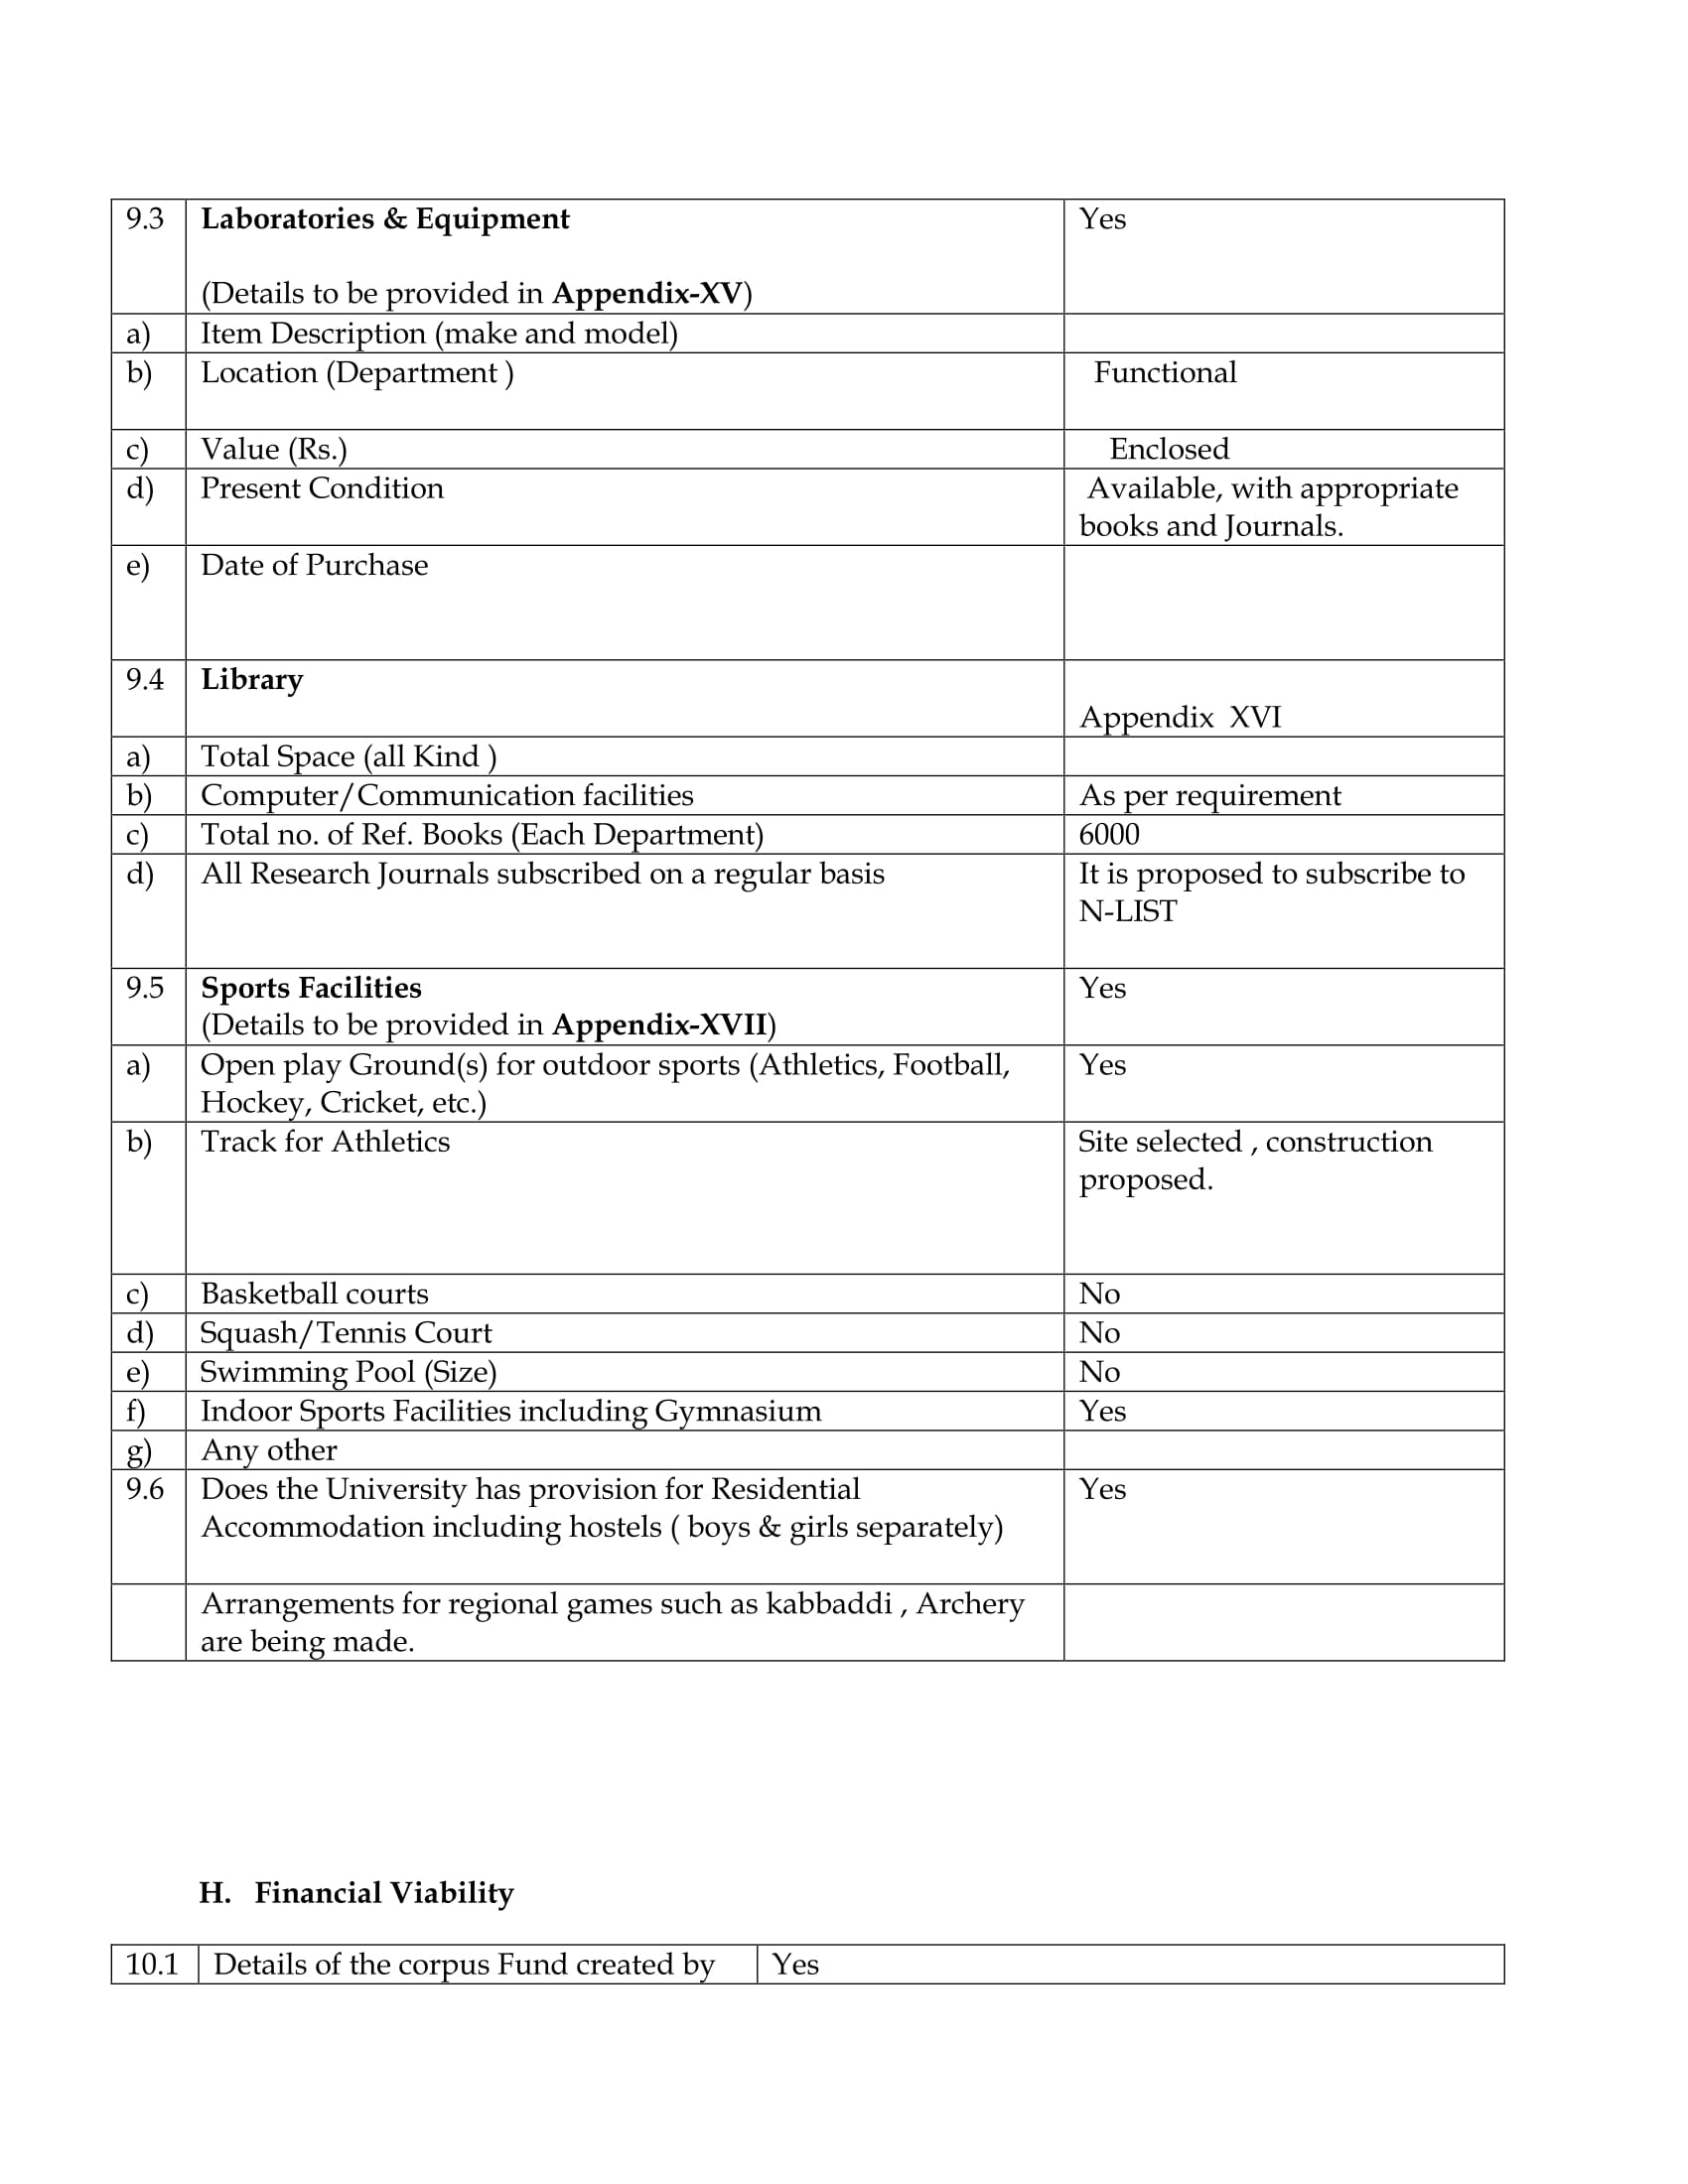 9.3 Laboratories & Equipment Yes
(Details to be provided in Appendix-XV)
a) Item Description (make and model)
b) Location (Department ) Functional
c) Value (Rs.) Enclosed
d) Present Condition Available, with appropriate
books and Journals.
e) Date of Purchase
9.4 Library
Appendix XVI
a) Total Space (all Kind )
b) Computer/Communication facilities As per requirement
c) Total no. of Ref. Books (Each Department) 6000
d) All Research Journals subscribed on a regular basis It is proposed to subscribe to
N-LIST
9.5 Sports Facilities Yes
(Details to be provided in Appendix-XVII)
a) Open play Ground(s) for outdoor sports (Athletics, Football, Yes
Hockey, Cricket, etc.)
b) Track for Athletics Site selected , construction
proposed.
c) Basketball courts No
d) Squash/Tennis Court No
e) Swimming Pool (Size) No
f) Indoor Sports Facilities including Gymnasium Yes
g) Any other
9.6 Does the University has provision for Residential Yes
Accommodation including hostels ( boys & girls separately)
Arrangements for regional games such as kabbaddi , Archery
are being made.
H. Financial Viability
10.1 Details of the corpus Fund created by Yes